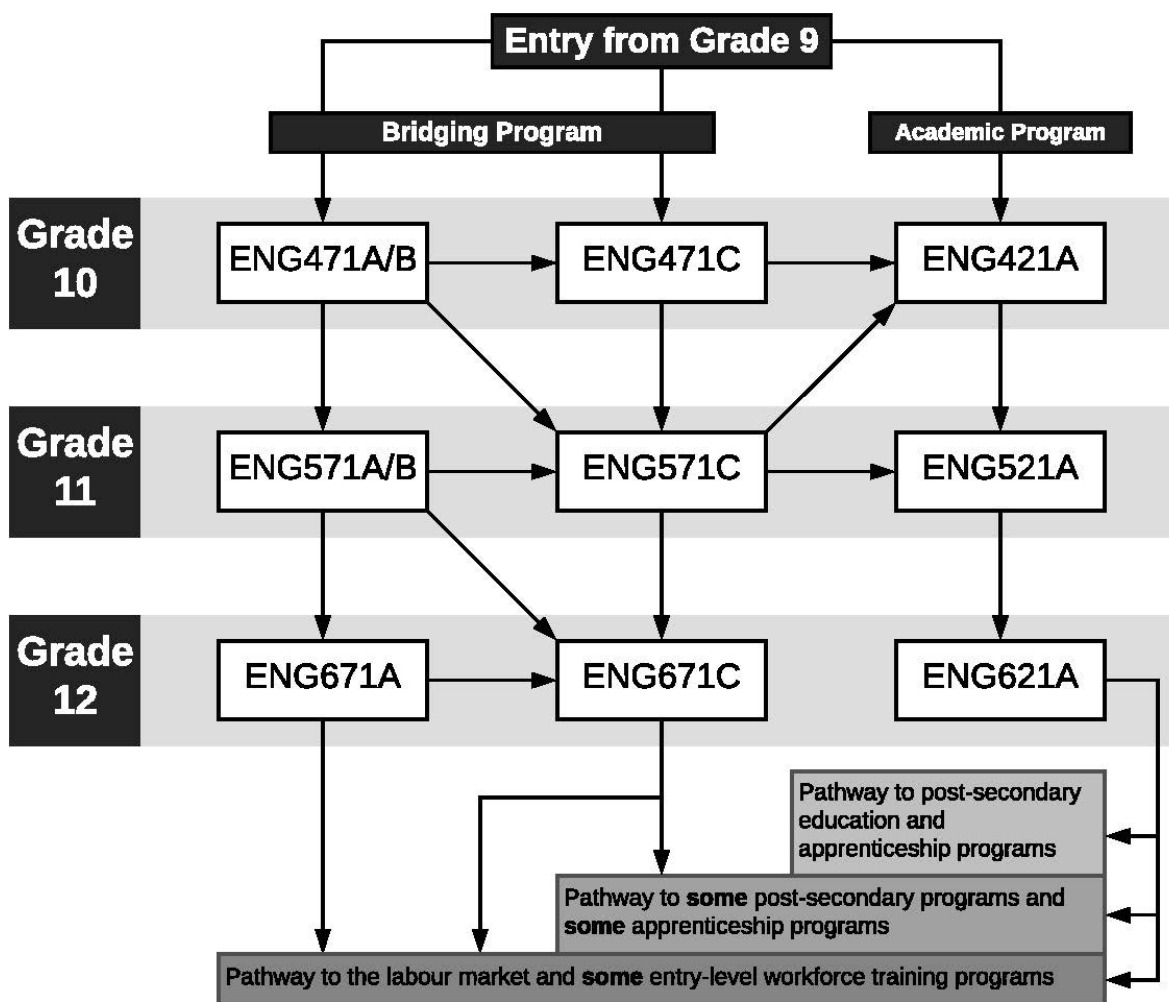 Entry from Grade 9
Bridging Program
Academic Program
Grade
10
ENG471A/B
ENG471C
ENG421A
Grade
11
ENG571A/B
ENG571C
ENG521A
Grade
12
ENG671A
ENG671C
ENG621A
Pathway to post-secondary
education and
apprenticeship programs
Pathway to some post-secondary programs and
some apprenticeship programs
Pathway to the labour market and some entry-level workforce training programs